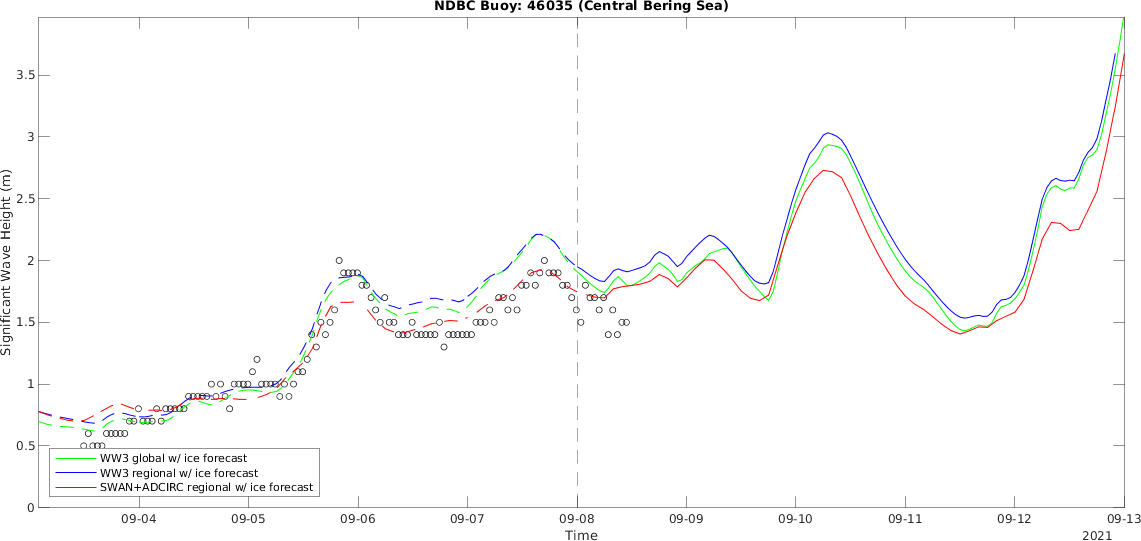 NDBC Buoy: 46035 (Central Bering Sea)
Significant Wave Height (m)
3.5
3
2.5
2
1.5
1
0.5
0
WW3 global w/ ice forecast
WW3 regional w/ ice forecast
SWAN+ADCIRC regional w/ ice forecast
09-04 09-05 09-06 09-07 09-08 09-09 09-10 09-11 09-12 09-13
Time
2021